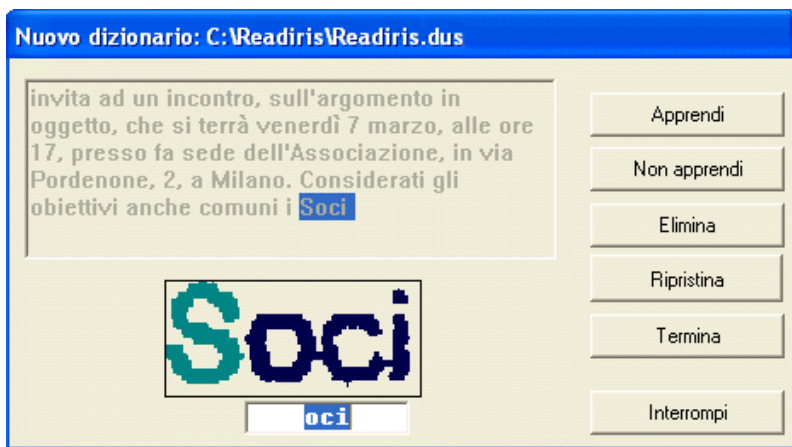 Nuovo dizionario: C:\Readiris\Readiris.dus
invita ad un incontro, sull'argomento in
oggetto, che si terrà venerdì 7 marzo, alle ore
17, presso fa sede dell'Associazione, in via
Pordenone, 2, a Milano. Considerati gli
obiettivi anche comuni i Soci
Soci
oci
Apprendi
Non apprendi
Elimina
Ripristina
Termina
Interrompi